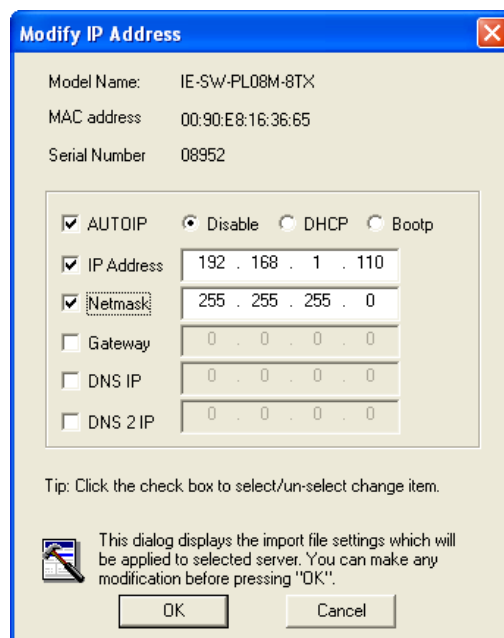 Modify IP Address
Model Name: IE-SW-PL08M-8TX
MAC address 00:90:E8:16:36:65
Serial Number 08952
AUTOIP Disable DHCP Bootp
IP Address 192 . 168 . 1 . 110
Netmask 255 . 255 . 255 . 0
Gateway 0 . 0 . 0 . 0
DNS IP 0 . 0 . 0 . 0
DNS 2 IP 0 . 0 . 0 . 0
Tip: Click the check box to select/un-select change item.
This dialog displays the import file settings which will
be applied to selected server. You can make any
modification before pressing "OK".
OK Cancel